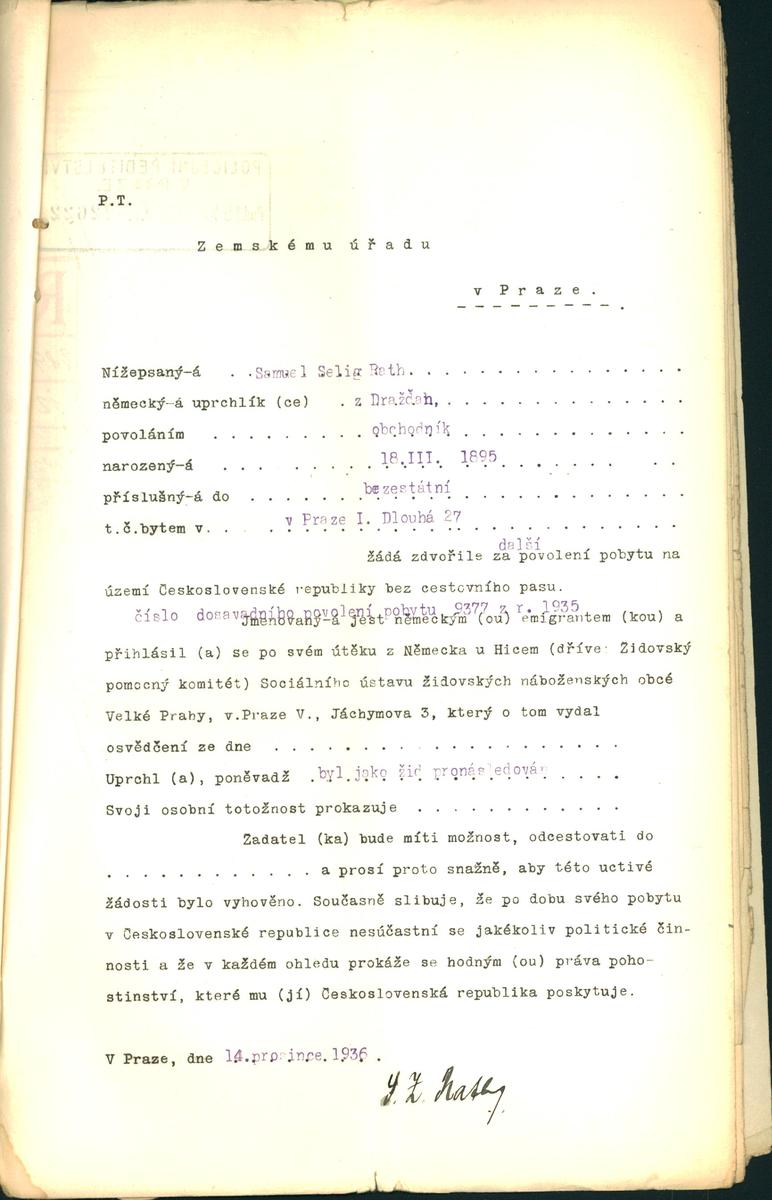 P.T.
Zemskému úřadu
v Praze.
Nížepsaný-á . .Samuel Selig Rath. . . . . . . . . . . . . .
německý-á uprchlík (ce) . z Draždan, . . . . . . . . . . . .
povoláním . . . . . . . . . obchodník . . . . . . . . . . .
narozený-á . . . . . . . . 18.III. 1895 . . . . . . .
příslušný-á do . . . . . . bezestátní . . . . . . . . . . .
t.č.bytem v. . . . v Praze I. Dlouhá 27 . . . . . . . . . .
další
žádá zdvořile za povolení pobytu na
území Československé republiky bez cestovního pasu.
číslo dosavadního povolení pobytu 9377 z r. 1935
Jmenovaný-á jest německým (ou) emigrantem (kou) a
přihlásil (a) se po svém útěku z Německa u Hicem (dříve: Židovský
pomocný komitét) Sociálního ústavu židovských náboženských obcé
Velké Prahy, v.Praze V., Jáchymova 3, který o tom vydal
osvědčení ze dne . . . . . . . . . . . . . . . . . .
Uprchl (a), poněvadž .byl jako žid pronásledován . . . .
Svoji osobní totožnost prokazuje . . . . . . . . . . .
Žadatel (ka) bude míti možnost, odcestovati do
. . . . . . . . . . . . a prosí proto snažně, aby této uctivé
žádosti bylo vyhověno. Současně slibuje, že po dobu svého pobytu
v Československé republice nesúčastní se jakékoliv politické čin-
nosti a že v každém ohledu prokáže se hodným (ou) práva poho-
stinství, které mu (jí) Československá republika poskytuje.
V Praze, dne 14.prosince.1936 .